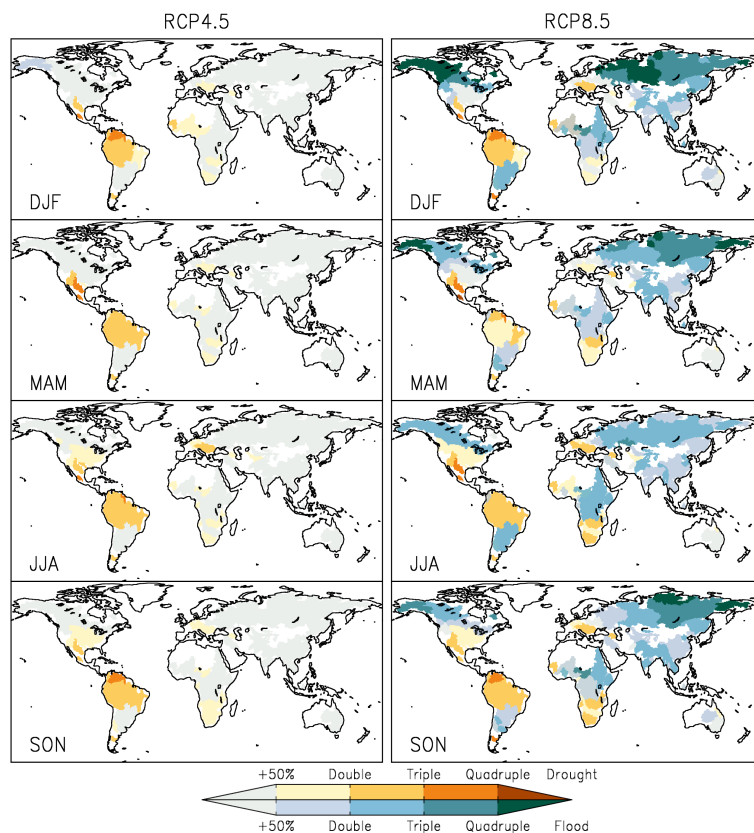 RCP4.5 RCP8.5
DJF DJF
MAM MAM
JJA JJA
SON SON
+50% Double Triple Quadruple Drought
+50% Double Triple Quadruple Flood